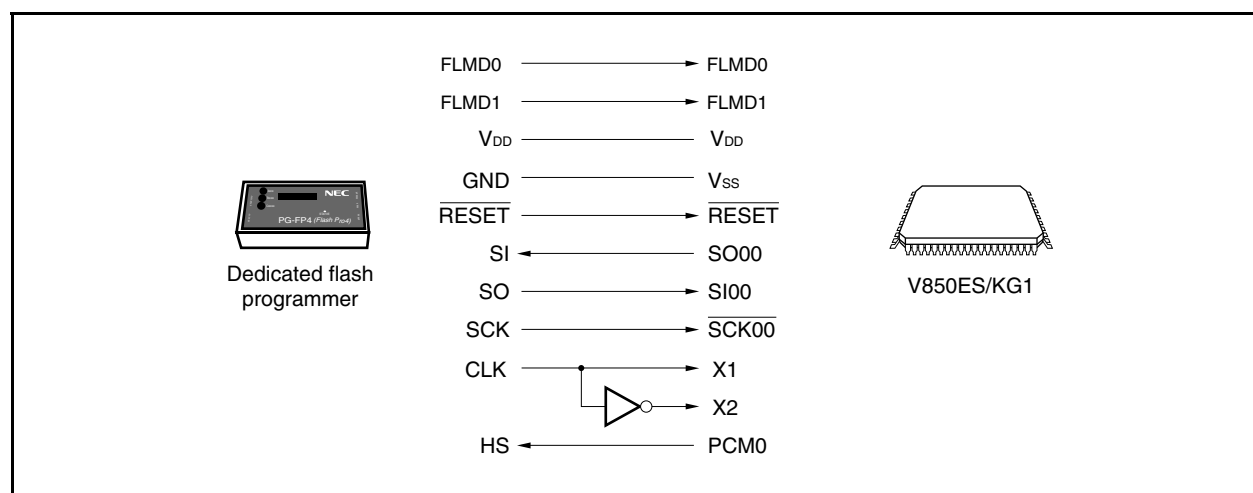 FLMD0 FLMD0
FLMD1 FLMD1
VDD VDD
GND VSS
RESET RESET
SI SO00
SO SI00
SCK SCK00
CLK X1
X2
HS PCM0
NEC
PG-FP4 (Flash Pro4)
Dedicated flash
programmer
V850ES/KG1